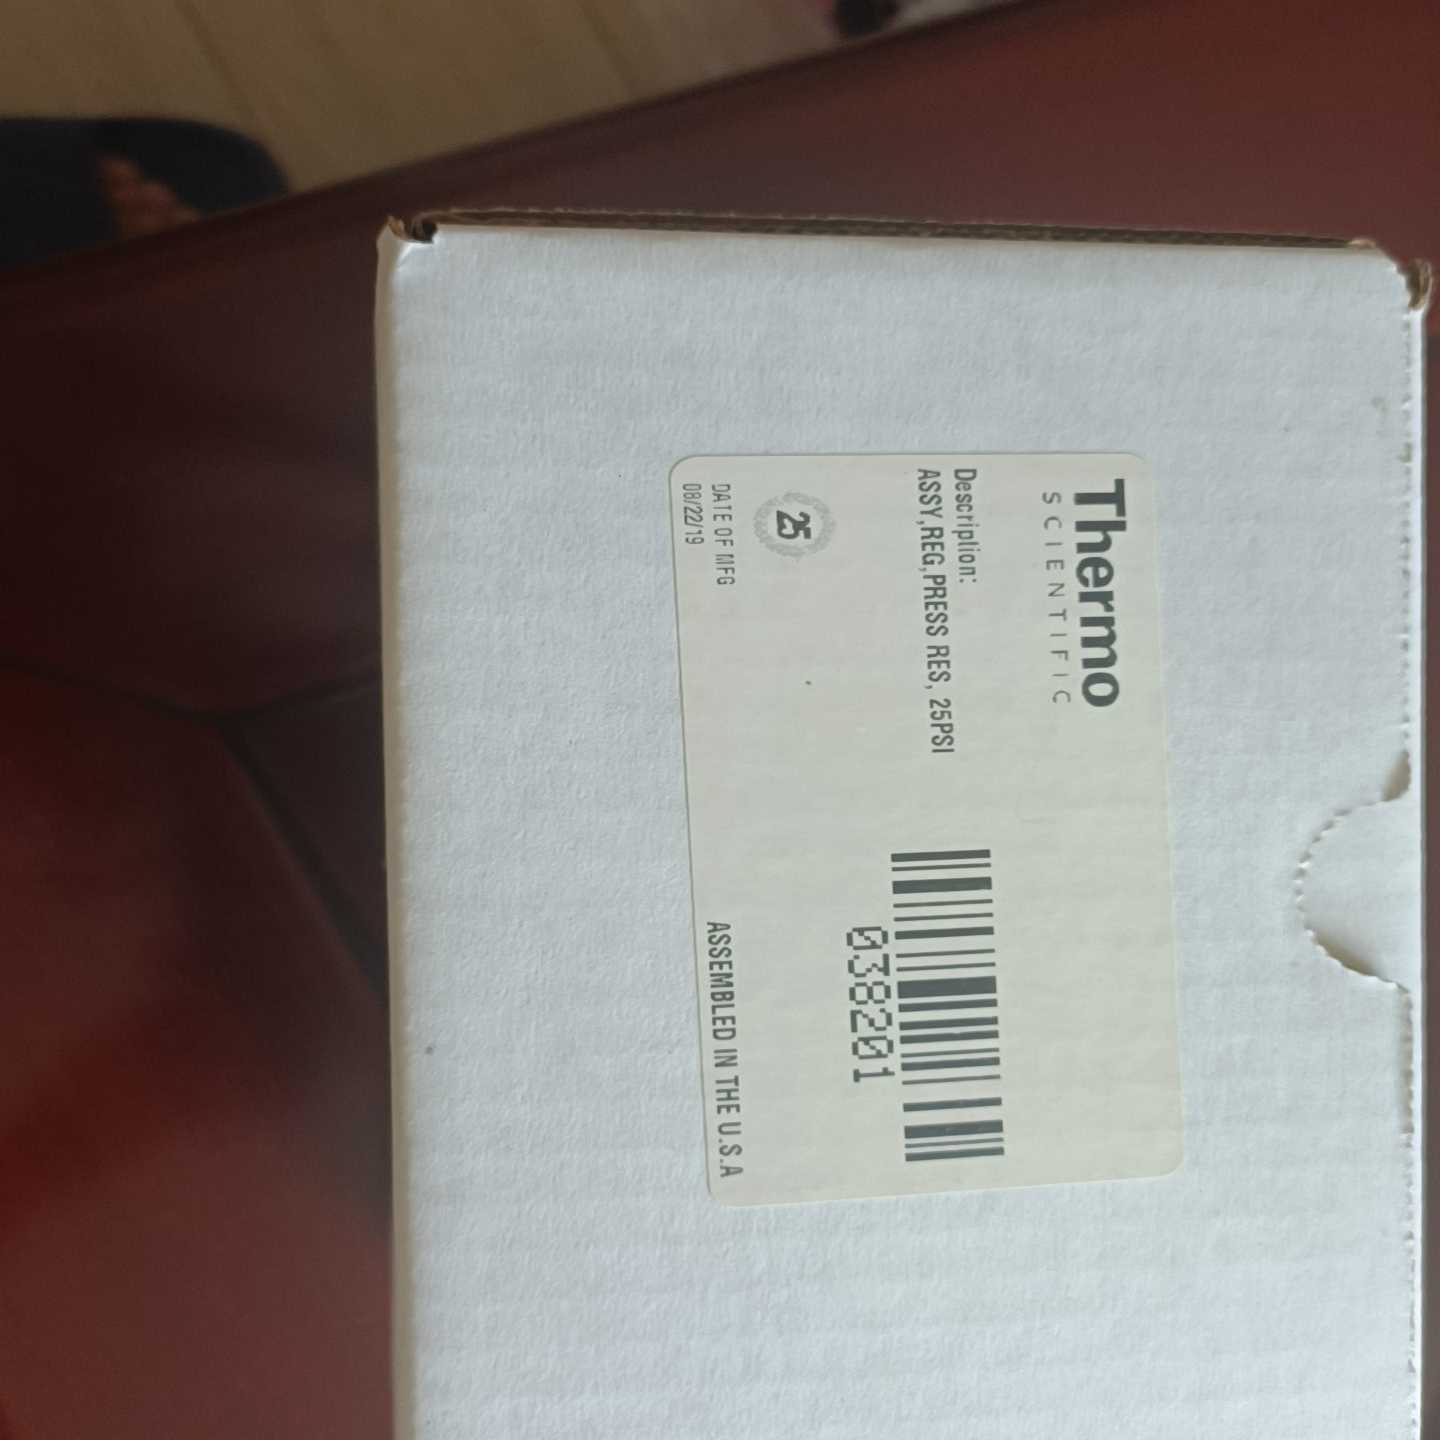 Thermo
SCIENTIFIC
Description:
ASSY,REG,PRESS RES, 25PSI
038201
25
DATE OF MFG
08/22/19
ASSEMBLED IN THE U.S.A